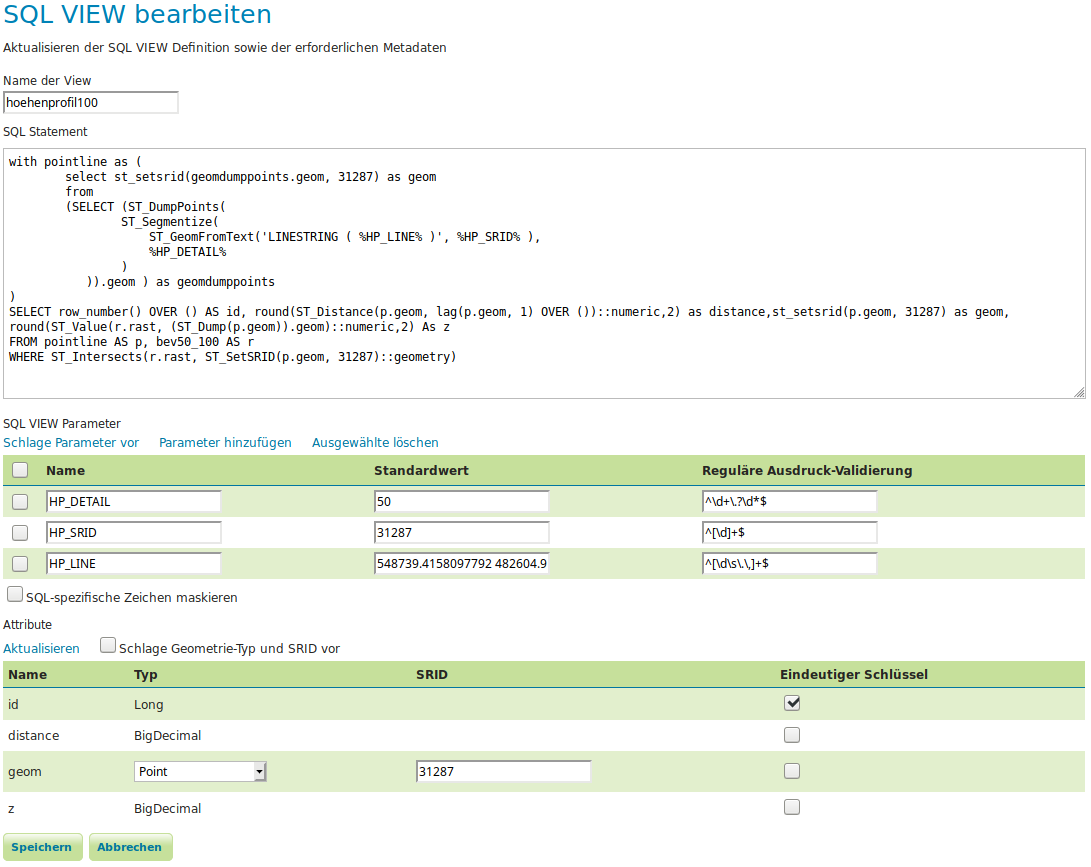 SQL VIEW bearbeiten
Aktualisieren der SQL VIEW Definition sowie der erforderlichen Metadaten
Name der View
hoehenprofil100
SQL Statement
with pointline as (
select st_setsrid(geomdumppoints.geom, 31287) as geom
from
(SELECT (ST_DumpPoints(
ST_Segmentize(
ST_GeomFromText('LINESTRING ( %HP_LINE% )', %HP_SRID% ),
%HP_DETAIL%
)
)).geom ) as geomdumppoints
)
SELECT row_number() OVER () AS id, round(ST_Distance(p.geom, lag(p.geom, 1) OVER ())::numeric,2) as distance,st_setsrid(p.geom, 31287) as geom,
round(ST_Value(r.rast, (ST_Dump(p.geom)).geom)::numeric,2) As z
FROM pointline AS p, bev50_100 AS r
WHERE ST_Intersects(r.rast, ST_SetSRID(p.geom, 31287)::geometry)
SQL VIEW Parameter
Schlage Parameter vor Parameter hinzufügen Ausgewählte löschen
Name Standardwert Reguläre Ausdruck-Validierung
HP_DETAIL 50 ^\d+\.?\d*$
HP_SRID 31287 ^[\d]+$
HP_LINE 548739.4158097792 482604.9 ^[\d\s\.\,]+$
SQL-spezifische Zeichen maskieren
Attribute
Aktualisieren Schlage Geometrie-Typ und SRID vor
Name Typ SRID Eindeutiger Schlüssel
id Long
distance BigDecimal
geom Point 31287
z BigDecimal
Speichern Abbrechen